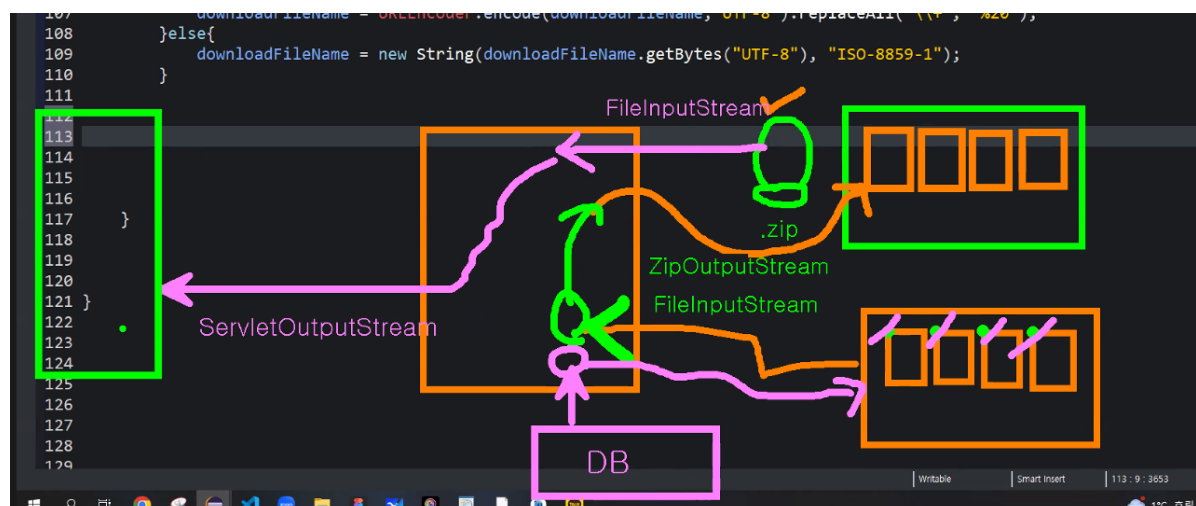 107 downloadFileName = URLEncoder.encode(downloadFileName, "UTF-8").replaceAll("\\+", "%20");
108 }else{
109 downloadFileName = new String(downloadFileName.getBytes("UTF-8"), "ISO-8859-1");
110 }
111
FileInputStream
112
113
114
115
116
117 }
.zip
118
119
ZipOutputStream
120
121 }
FileInputStream
122
ServletOutputStream
123
124
125
126
127
128
DB
129
Writable Smart Insert 113 : 9 : 3653